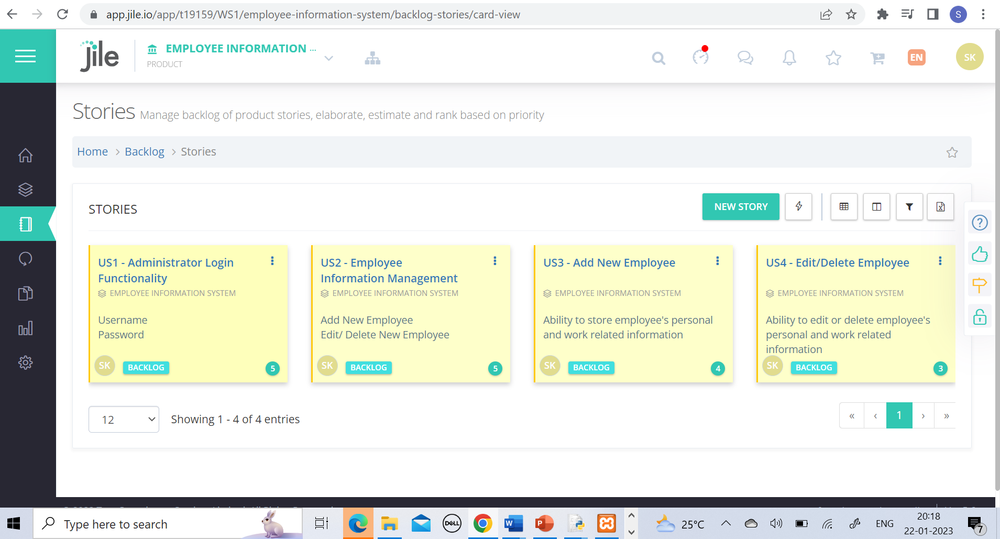 app.jile.io/app/t19159/WS1/employee-information-system/backlog-stories/card-view
S
jile
EMPLOYEE INFORMATION ...
PRODUCT
EN
SK
Stories Manage backlog of product stories, elaborate, estimate and rank based on priority
Home > Backlog > Stories
STORIES
NEW STORY
US1 - Administrator Login
Functionality
EMPLOYEE INFORMATION SYSTEM
Username
Password
SK
BACKLOG
5
US2 - Employee
Information Management
EMPLOYEE INFORMATION SYSTEM
Add New Employee
Edit/ Delete New Employee
SK
BACKLOG
5
US3 - Add New Employee
EMPLOYEE INFORMATION SYSTEM
Ability to store employee's personal
and work related information
SK
BACKLOG
4
US4 - Edit/Delete Employee
EMPLOYEE INFORMATION SYSTEM
Ability to edit or delete employee's
personal and work related
information
SK
BACKLOG
3
12
Showing 1 - 4 of 4 entries
« ‹ 1 › »
Type here to search
DELL
W
P
25°C
ENG
20:18
22-01-2023
7